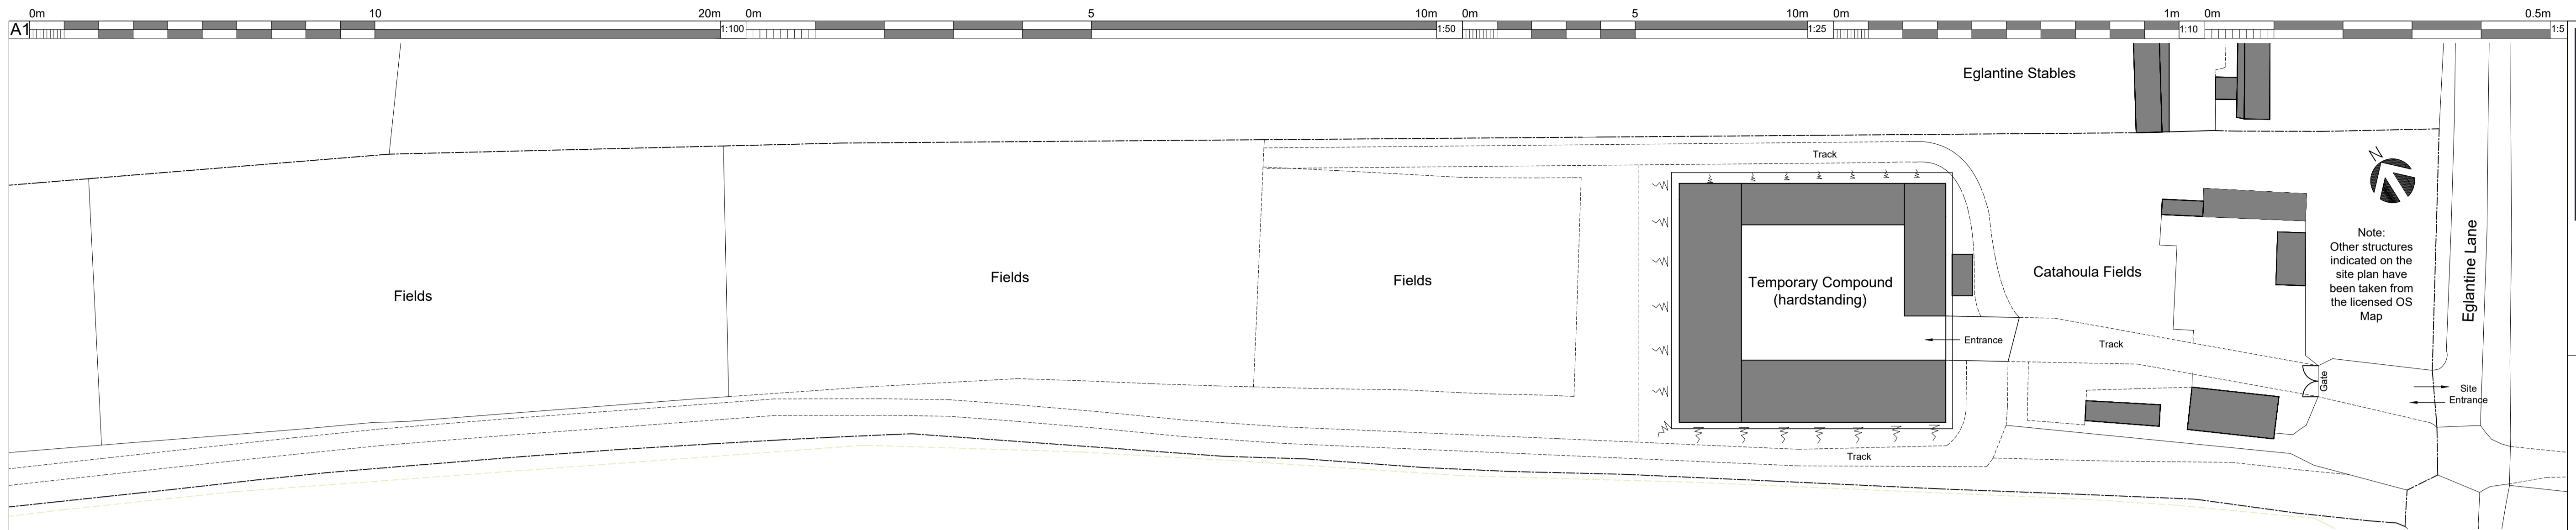 A1
0m 10 20m 0m 5 10m 0m 5 10m 0m 1m 0m 0.5m
1:100 1:50 1:25 1:10 1:5
Eglantine Stables
Track
N
Note:
Other structures
indicated on the
site plan have
been taken from
the licensed OS
Map
Eglantine Lane
Fields
Fields
Fields
Temporary Compound
(hardstanding)
Catahoula Fields
Entrance
Track
Gate
Site
Entrance
Track